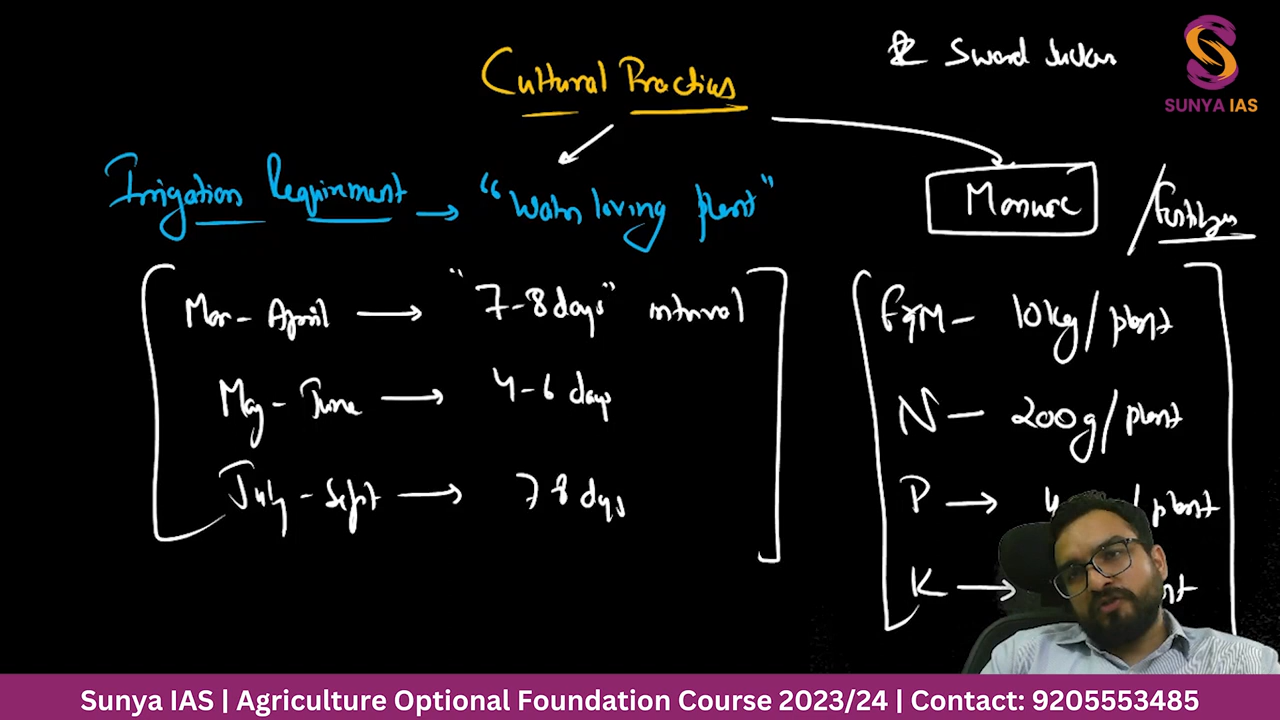 Sword Sucker
SUNYA IAS
Cultural Practices
Irrigation Requirement → "Water loving plant"
Manure / Fertilizer
Mar - April → "7-8 days" interval
May - June → 4-6 days
July - Sept → 7 8 days
FYM - 10kg/plant
N - 200g/plant
P → /plant
K →
Sunya IAS | Agriculture Optional Foundation Course 2023/24 | Contact: 9205553485